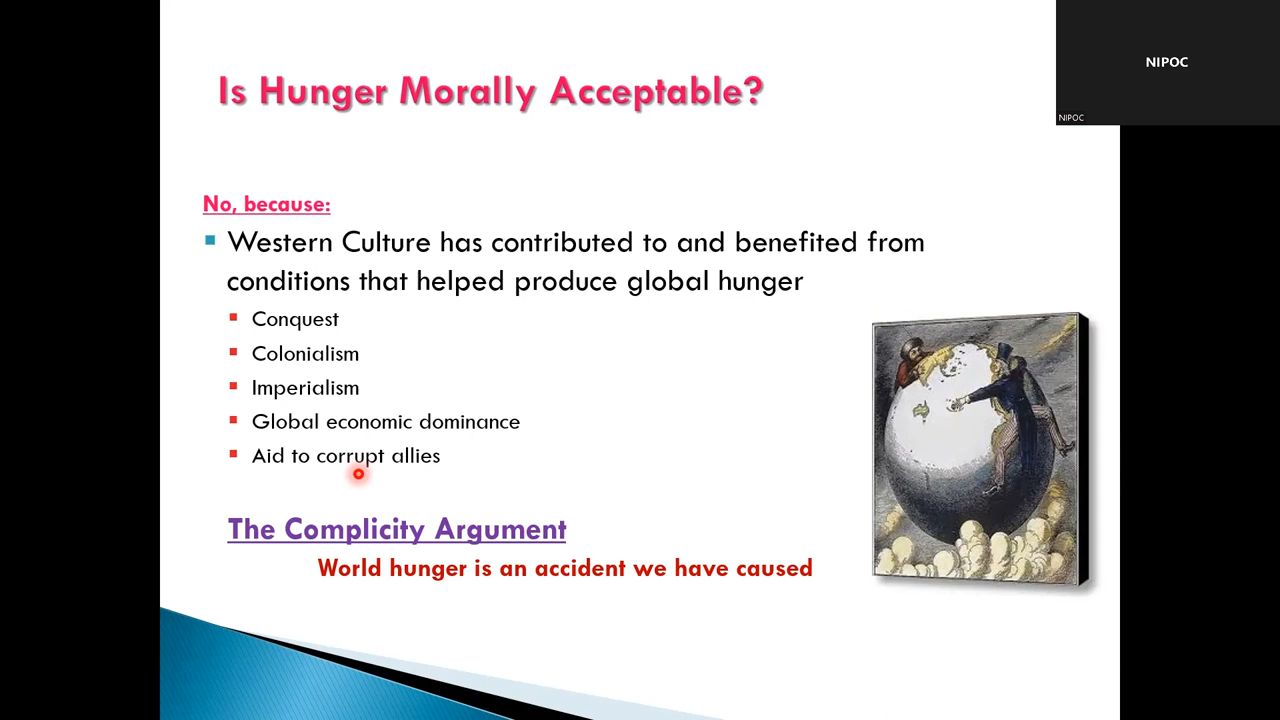 Is Hunger Morally Acceptable?
NIPOC
NIPOC
No, because:
Western Culture has contributed to and benefited from
conditions that helped produce global hunger
Conquest
Colonialism
Imperialism
Global economic dominance
Aid to corrupt allies
The Complicity Argument
World hunger is an accident we have caused